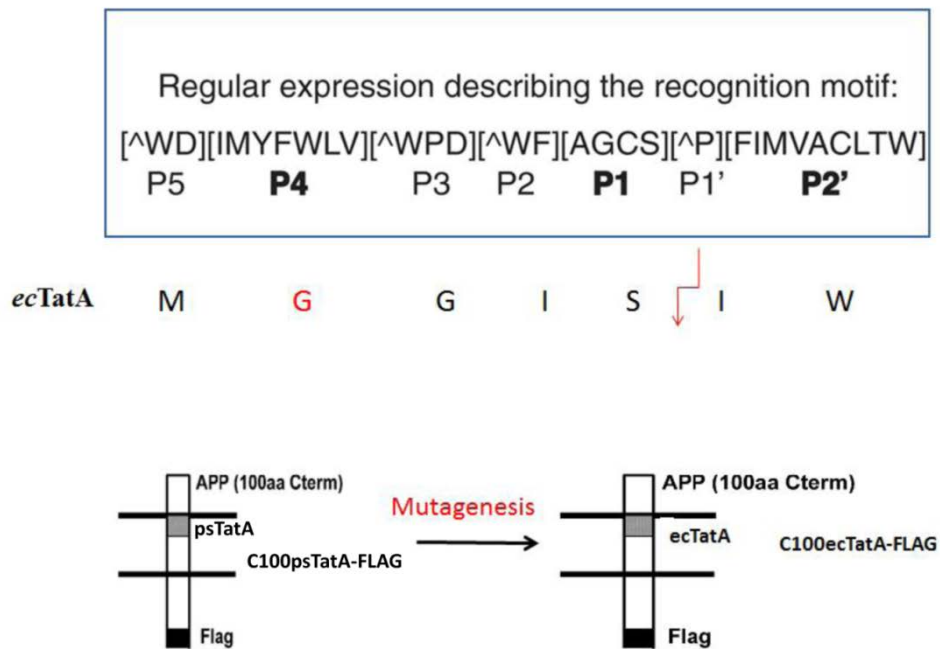 Regular expression describing the recognition motif:
[^WD][IMYFWLV][^WPD][^WF][AGCS][^P][FIMVACLTW]
P5 P4 P3 P2 P1 P1' P2'
ecTatA M G G I S I W
APP (100aa Cterm)
psTatA
C100psTatA-FLAG
Flag
Mutagenesis
APP (100aa Cterm)
ecTatA
C100ecTatA-FLAG
Flag